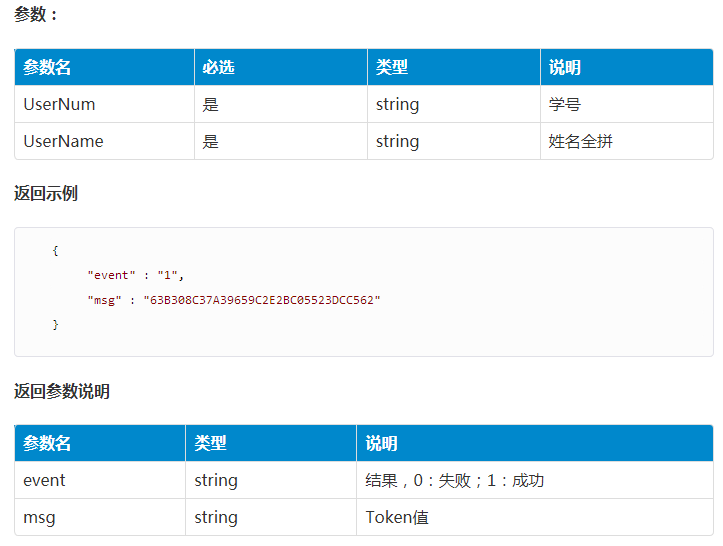 参数：
参数名 必选 类型 说明
UserNum 是 string 学号
UserName 是 string 姓名全拼
返回示例
{
"event" : "1",
"msg" : "63B308C37A39659C2E2BC05523DCC562"
}
返回参数说明
参数名 类型 说明
event string 结果，0：失败；1：成功
msg string Token值